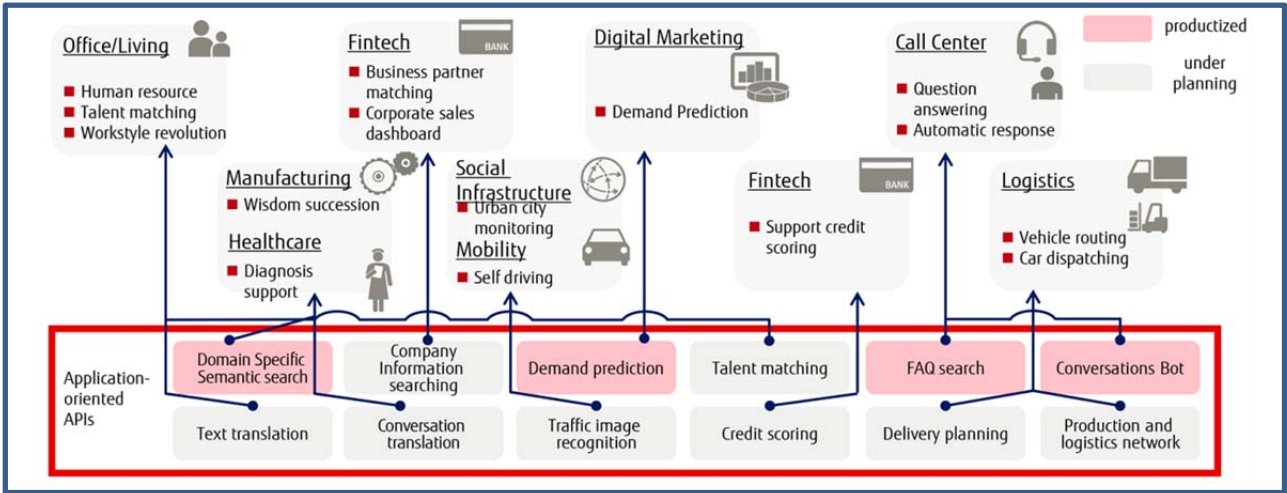 Office/Living
Human resource
Talent matching
Workstyle revolution
Fintech
BANK
Business partner
matching
Corporate sales
dashboard
Digital Marketing
Demand Prediction
Call Center
Question
answering
Automatic response
productized
under
planning
Manufacturing
Wisdom succession
Healthcare
Diagnosis
support
Social
Infrastructure
Urban city
monitoring
Mobility
Self driving
Fintech
BANK
Support credit
scoring
Logistics
Vehicle routing
Car dispatching
Application-
oriented
APIs
Domain Specific
Semantic search
Company
Information
searching
Demand prediction
Talent matching
FAQ search
Conversations Bot
Text translation
Conversation
translation
Traffic image
recognition
Credit scoring
Delivery planning
Production and
logistics network